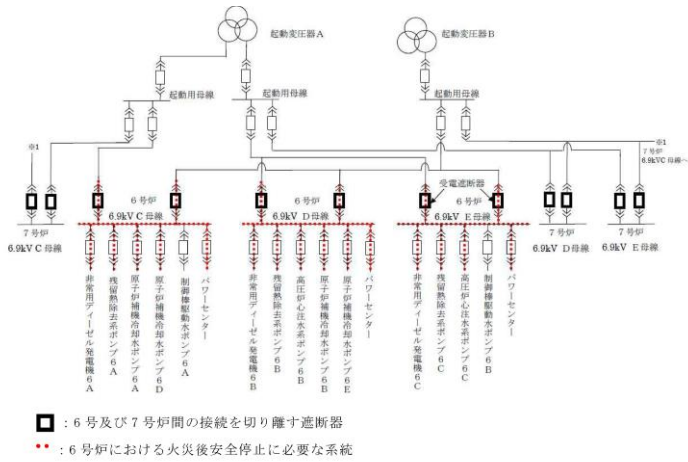 起動変圧器A
起動変圧器B
起動用母線
起動用母線
起動用母線
※1
※1
7号炉
6.9kVC母線へ
受電遮断器
7号炉
6.9kV C母線
6号炉
6.9kV C母線
6号炉
6.9kV D母線
6号炉
6.9kV E母線
7号炉
6.9kV D母線
7号炉
6.9kV E母線
非常用ディーゼル発電機6A
残留熱除去系ポンプ6A
原子炉補機冷却水ポンプ6A
原子炉補機冷却水ポンプ6D
制御棒駆動水ポンプ6A
パワーセンター
非常用ディーゼル発電機6B
残留熱除去系ポンプ6B
高圧炉心注水系ポンプ6B
原子炉補機冷却水ポンプ6B
原子炉補機冷却水ポンプ6E
パワーセンター
非常用ディーゼル発電機6C
残留熱除去系ポンプ6C
高圧炉心注水系ポンプ6C
制御棒駆動水ポンプ6B
パワーセンター
：6号及び7号炉間の接続を切り離す遮断器
：6号炉における火災後安全停止に必要な系統